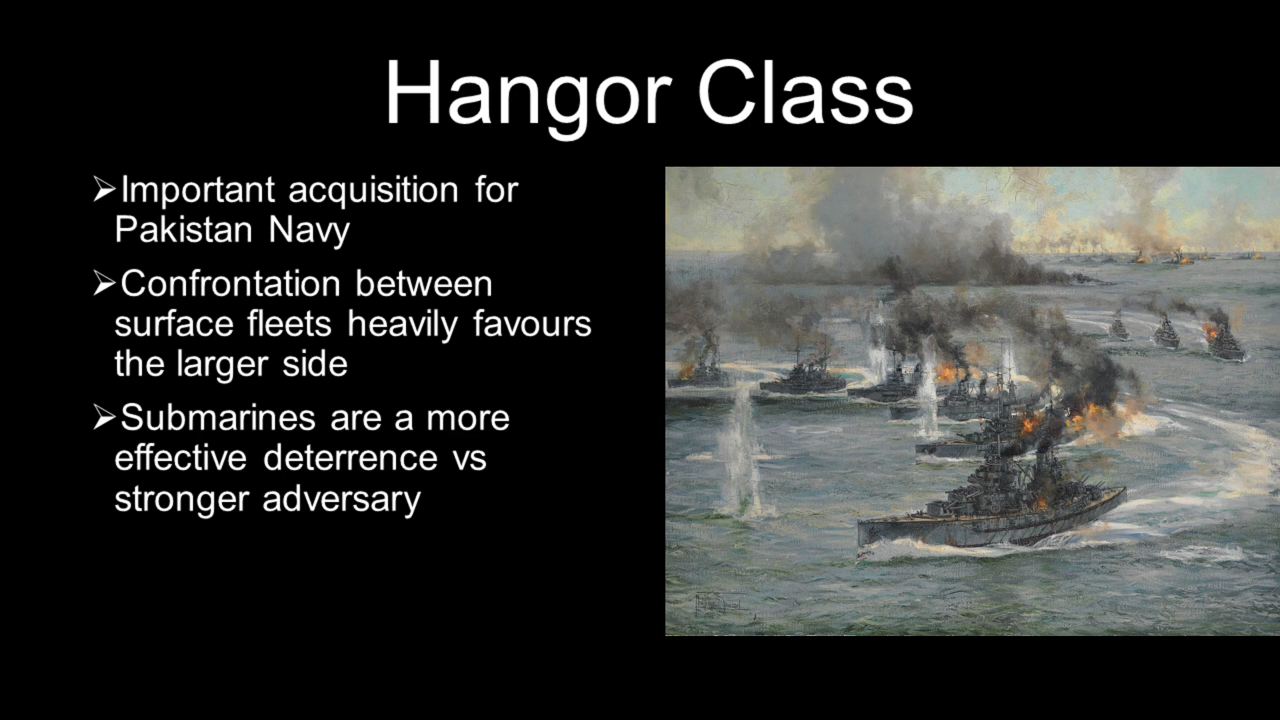 Hangor Class
➢Important acquisition for
Pakistan Navy
➢Confrontation between
surface fleets heavily favours
the larger side
➢Submarines are a more
effective deterrence vs
stronger adversary